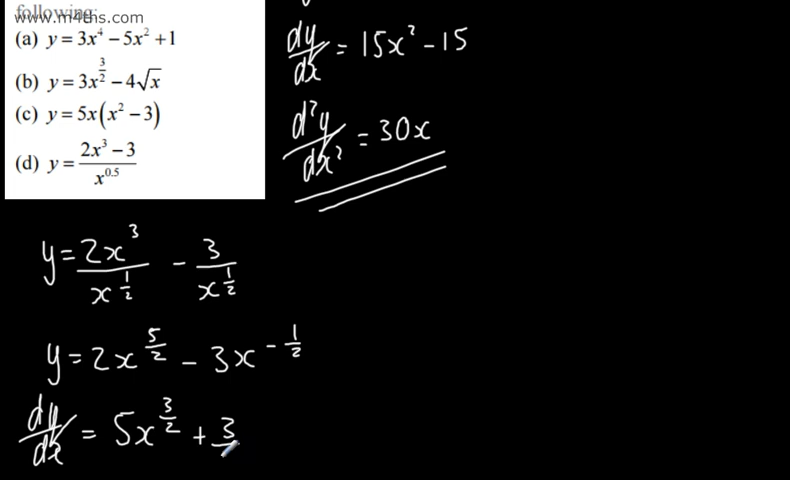 following:
www.m4ths.com
(a) y = 3x⁴ − 5x² + 1
(b) y = 3x^(3/2) − 4√x
(c) y = 5x(x² − 3)
(d) y = (2x³ − 3)/x^0.5
dy/dx = 15x² − 15
d²y/dx² = 30x
y = 2x³/x^(1/2) − 3/x^(1/2)
y = 2x^(5/2) − 3x^(−1/2)
dy/dx = 5x^(3/2) + 3/